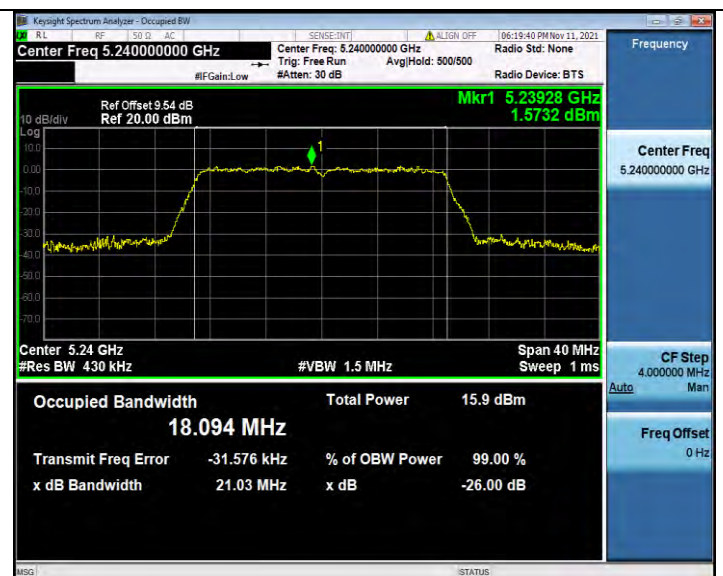 Keysight Spectrum Analyzer - Occupied BW
RL RF 50 Ω AC SENSE:INT ALIGN OFF 06:19:40 PM Nov 11, 2021
Center Freq 5.240000000 GHz Center Freq: 5.240000000 GHz Radio Std: None
Trig: Free Run Avg|Hold: 500/500
#IFGain:Low #Atten: 30 dB Radio Device: BTS
Ref Offset 9.54 dB Mkr1 5.23928 GHz
10 dB/div Ref 20.00 dBm 1.5732 dBm
Log
10.0
0.00
-10.0
-20.0
-30.0
-40.0
-50.0
-60.0
-70.0
1
Center 5.24 GHz Span 40 MHz
#Res BW 430 kHz #VBW 1.5 MHz Sweep 1 ms
Occupied Bandwidth Total Power 15.9 dBm
18.094 MHz
Transmit Freq Error -31.576 kHz % of OBW Power 99.00 %
x dB Bandwidth 21.03 MHz x dB -26.00 dB
MSG STATUS
Frequency
Center Freq
5.240000000 GHz
CF Step
4.000000 MHz
Auto Man
Freq Offset
0 Hz